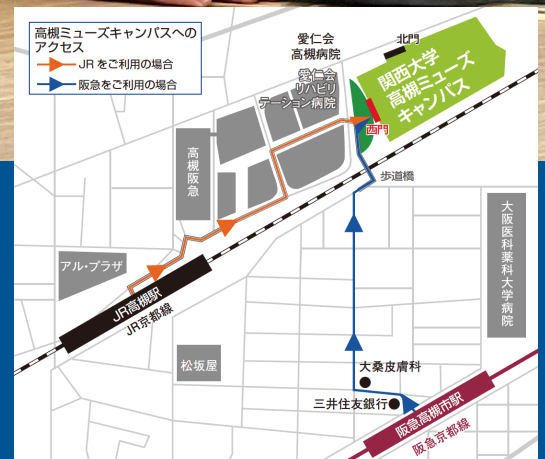 高槻ミューズキャンパスへの
アクセス
JRをご利用の場合
阪急をご利用の場合
愛仁会
高槻病院
北門
愛仁会
リハビリ
テーション病院
関西大学
高槻ミューズ
キャンパス
西門
高槻
阪急
歩道橋
大阪医科薬科大学病院
アル・プラザ
JR高槻駅
JR京都線
松坂屋
大桑皮膚科
三井住友銀行
阪急高槻市駅
阪急京都線